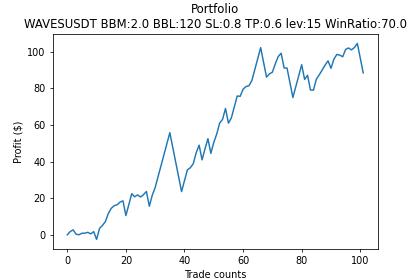 Portfolio
WAVESUSDT BBM:2.0 BBL:120 SL:0.8 TP:0.6 lev:15 WinRatio:70.0
100
80
60
40
20
0
Profit ($)
0 20 40 60 80 100
Trade counts